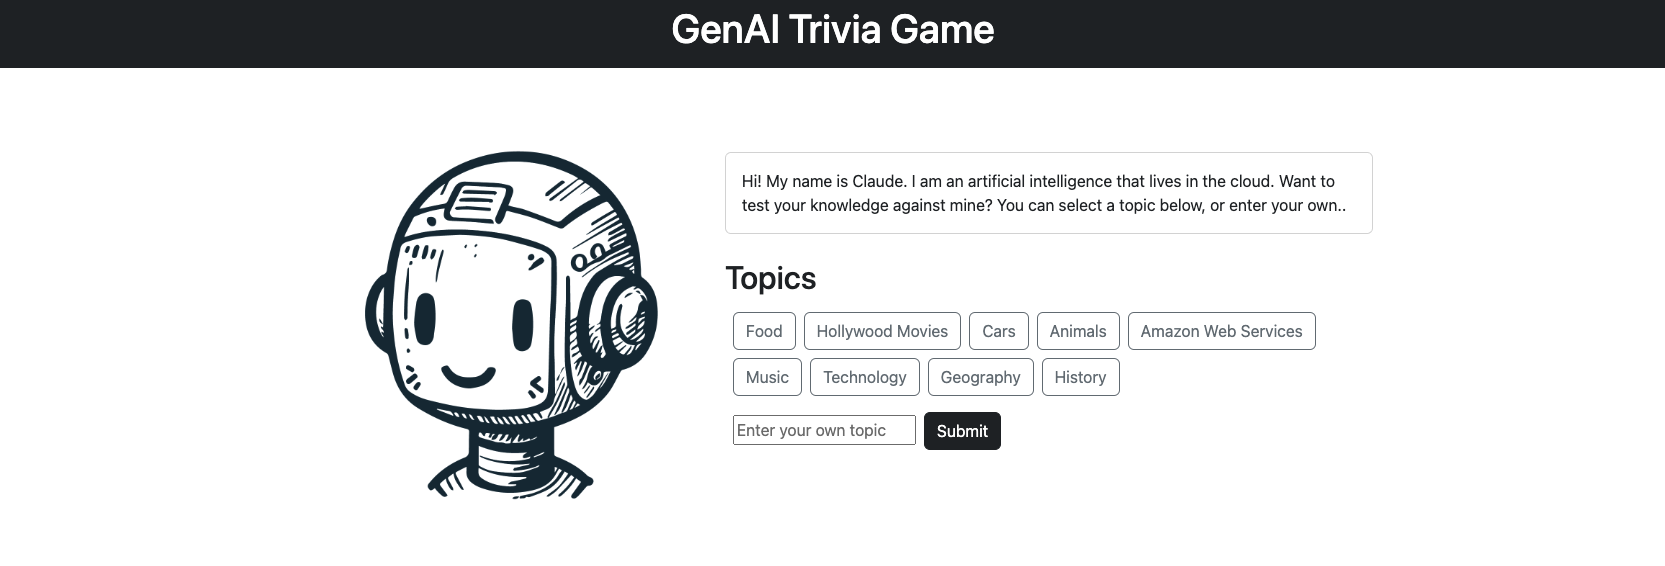 GenAI Trivia Game
Hi! My name is Claude. I am an artificial intelligence that lives in the cloud. Want to
test your knowledge against mine? You can select a topic below, or enter your own..
Topics
Food Hollywood Movies Cars Animals Amazon Web Services
Music Technology Geography History
Enter your own topic Submit